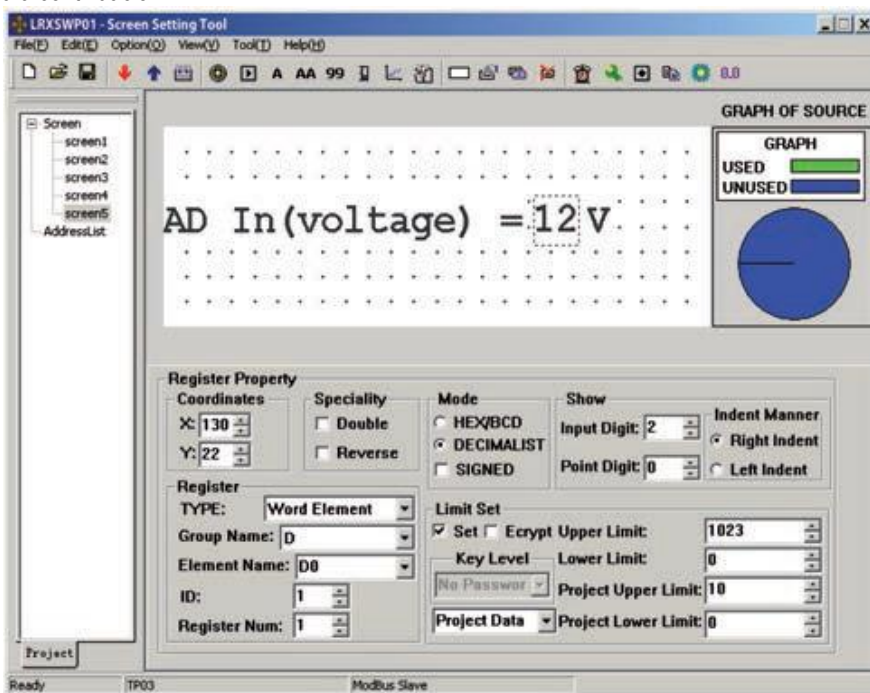 LRXSWP01 - Screen Setting Tool
File(F) Edit(E) Option(O) View(V) Tool(T) Help(H)
A AA 99 0.0
Screen
screen1
screen2
screen3
screen4
screen5
AddressList
GRAPH OF SOURCE
GRAPH
USED
UNUSED
AD In(voltage) =12V
Register Property
Coordinates
X: 130
Y: 22
Speciality
Double
Reverse
Mode
HEX/BCD
DECIMALIST
SIGNED
Show
Input Digit: 2
Point Digit: 0
Indent Manner
Right Indent
Left Indent
Register
TYPE: Word Element
Group Name: D
Element Name: D0
ID: 1
Register Num: 1
Limit Set
Set Ecrypt Upper Limit: 1023
Key Level Lower Limit: 0
No Passwor Project Upper Limit: 10
Project Data Project Lower Limit: 0
Project
Ready TP03 ModBus Slave